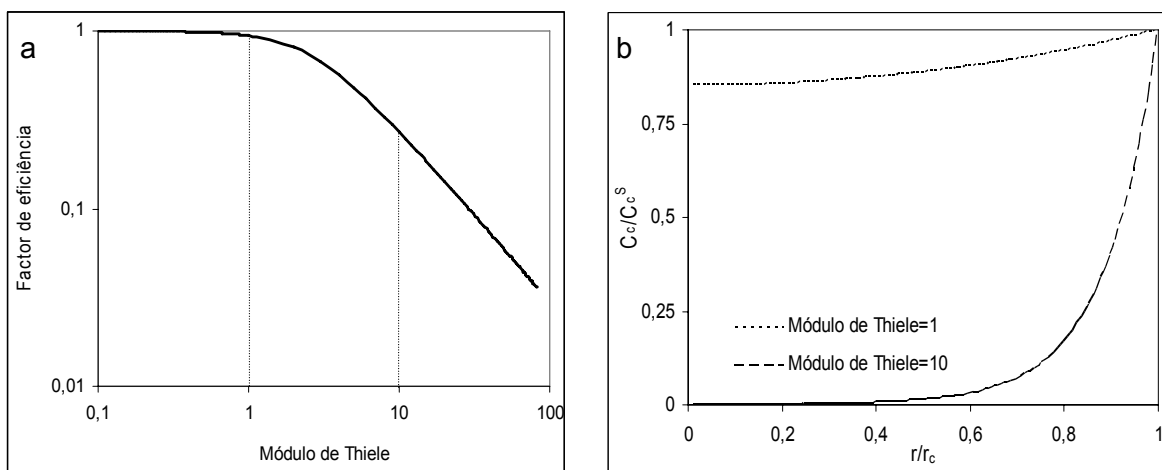 a
1
0,1
0,01
Factor de eficiência
0,1
1
10
100
Módulo de Thiele
b
1
0,75
0,5
0,25
0
Cc/Cc^S
Módulo de Thiele=1
Módulo de Thiele=10
0
0,2
0,4
0,6
0,8
1
r/rc